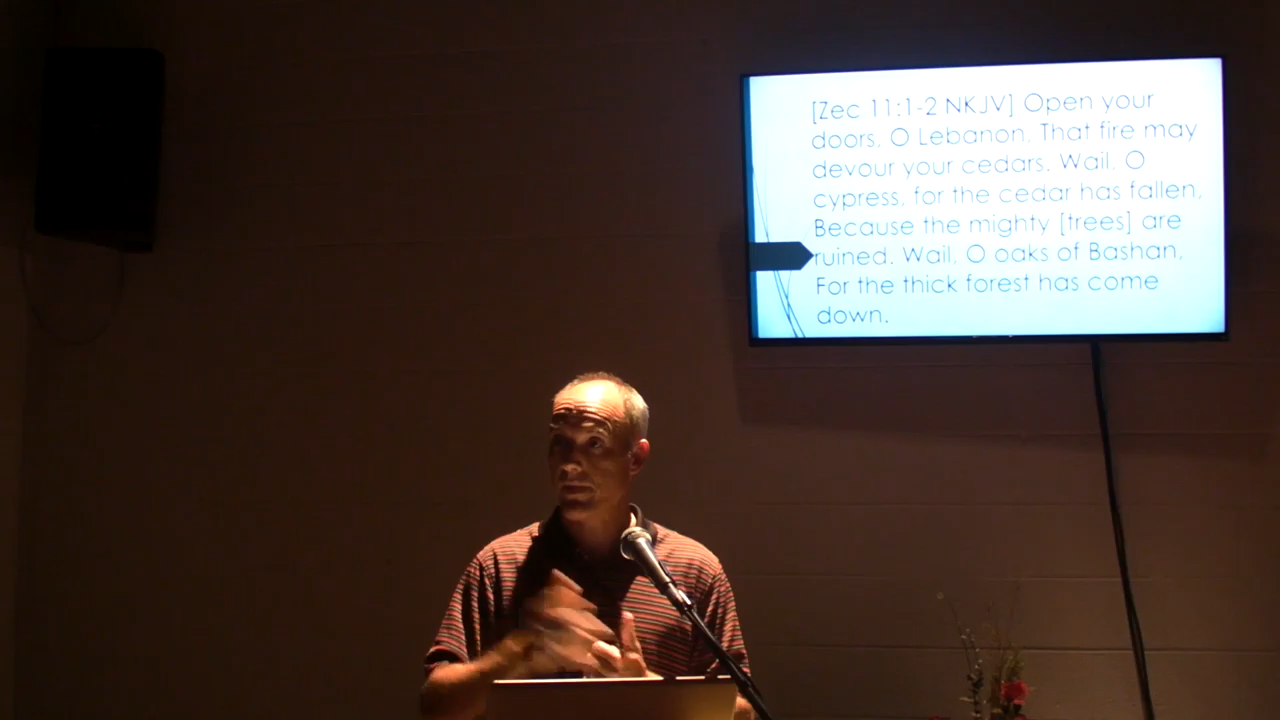 [Zec 11:1-2 NKJV] Open your
doors, O Lebanon, That fire may
devour your cedars. Wail, O
cypress, for the cedar has fallen,
Because the mighty [trees] are
ruined. Wail, O oaks of Bashan,
For the thick forest has come
down.